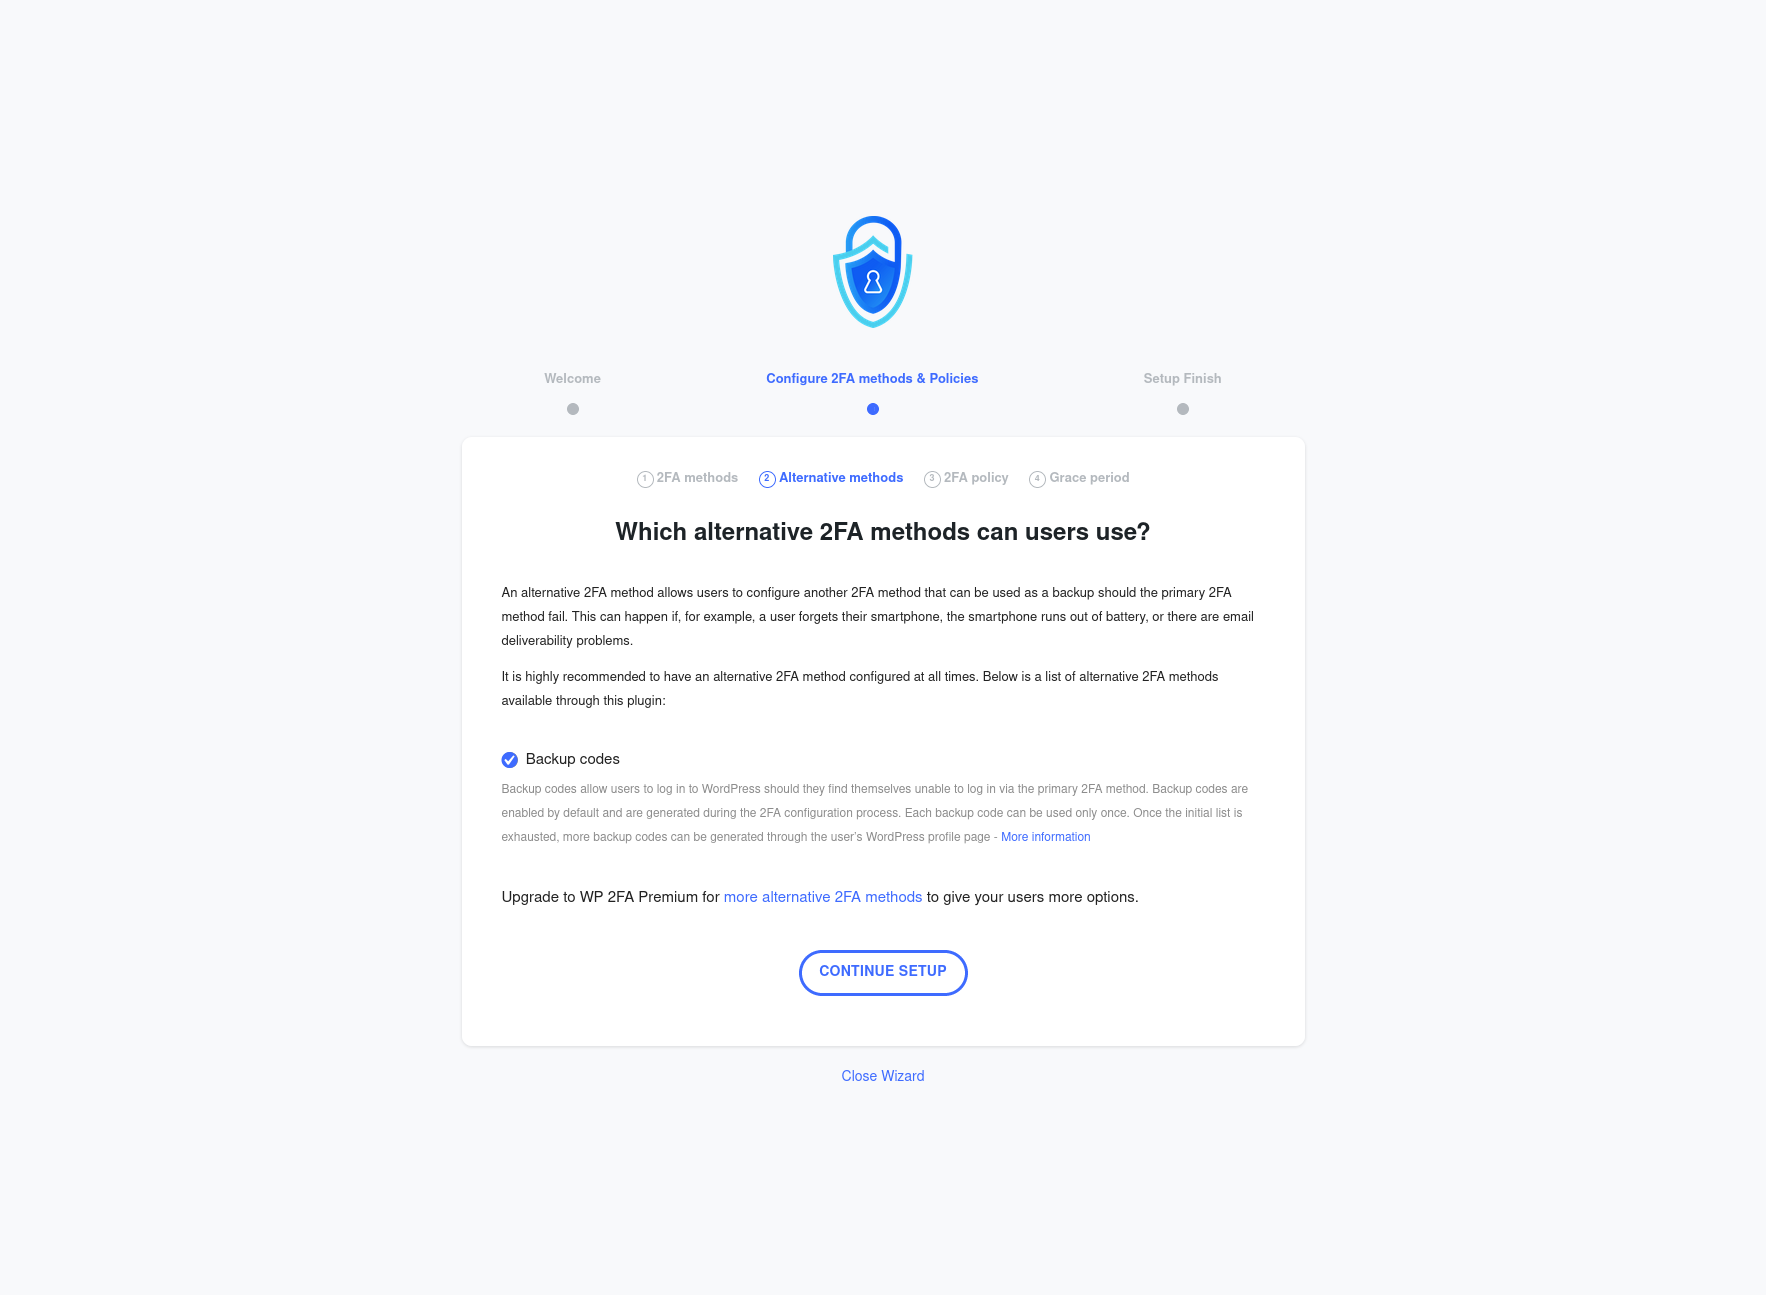 Welcome
Configure 2FA methods & Policies
Setup Finish
1 2FA methods
2 Alternative methods
3 2FA policy
4 Grace period
Which alternative 2FA methods can users use?
An alternative 2FA method allows users to configure another 2FA method that can be used as a backup should the primary 2FA
method fail. This can happen if, for example, a user forgets their smartphone, the smartphone runs out of battery, or there are email
deliverability problems.
It is highly recommended to have an alternative 2FA method configured at all times. Below is a list of alternative 2FA methods
available through this plugin:
Backup codes
Backup codes allow users to log in to WordPress should they find themselves unable to log in via the primary 2FA method. Backup codes are
enabled by default and are generated during the 2FA configuration process. Each backup code can be used only once. Once the initial list is
exhausted, more backup codes can be generated through the user's WordPress profile page - More information
Upgrade to WP 2FA Premium for more alternative 2FA methods to give your users more options.
CONTINUE SETUP
Close Wizard